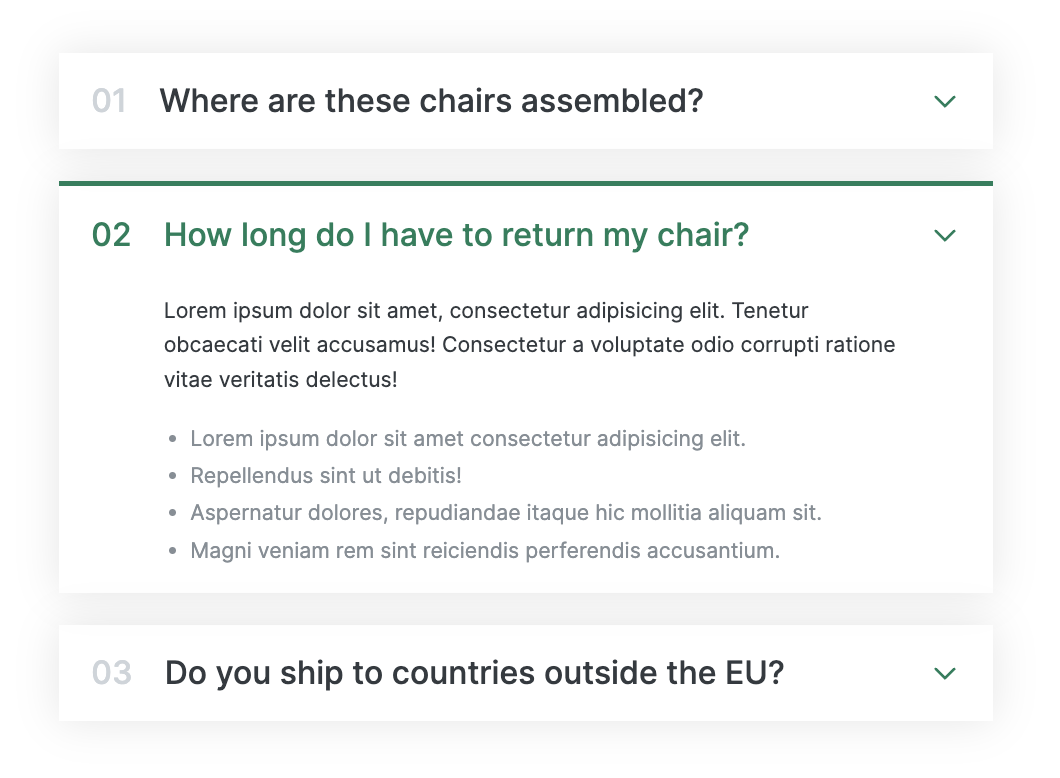 01 Where are these chairs assembled?
02 How long do I have to return my chair?
Lorem ipsum dolor sit amet, consectetur adipisicing elit. Tenetur
obcaecati velit accusamus! Consectetur a voluptate odio corrupti ratione
vitae veritatis delectus!
• Lorem ipsum dolor sit amet consectetur adipisicing elit.
• Repellendus sint ut debitis!
• Aspernatur dolores, repudiandae itaque hic mollitia aliquam sit.
• Magni veniam rem sint reiciendis perferendis accusantium.
03 Do you ship to countries outside the EU?